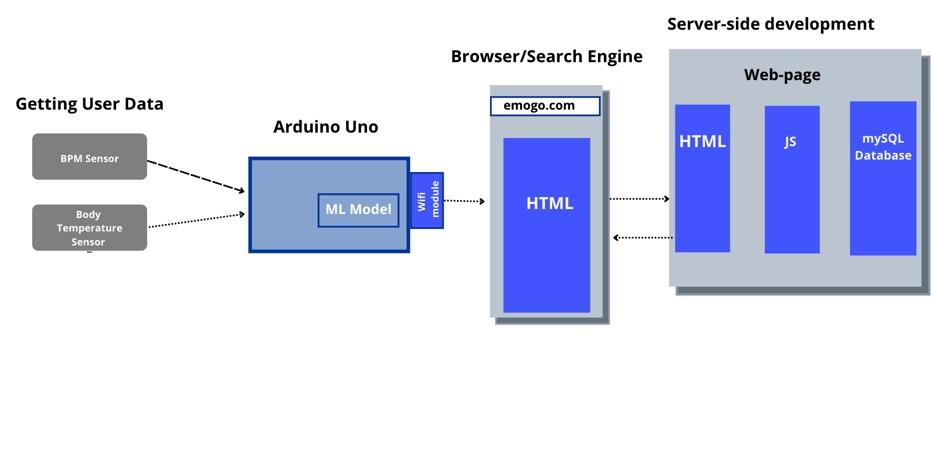 Server-side development
Browser/Search Engine
Web-page
Getting User Data
emogo.com
Arduino Uno
BPM Sensor
HTML
JS
mySQL
Database
Body
Temperature
Sensor
ML Model
Wifi
module
HTML